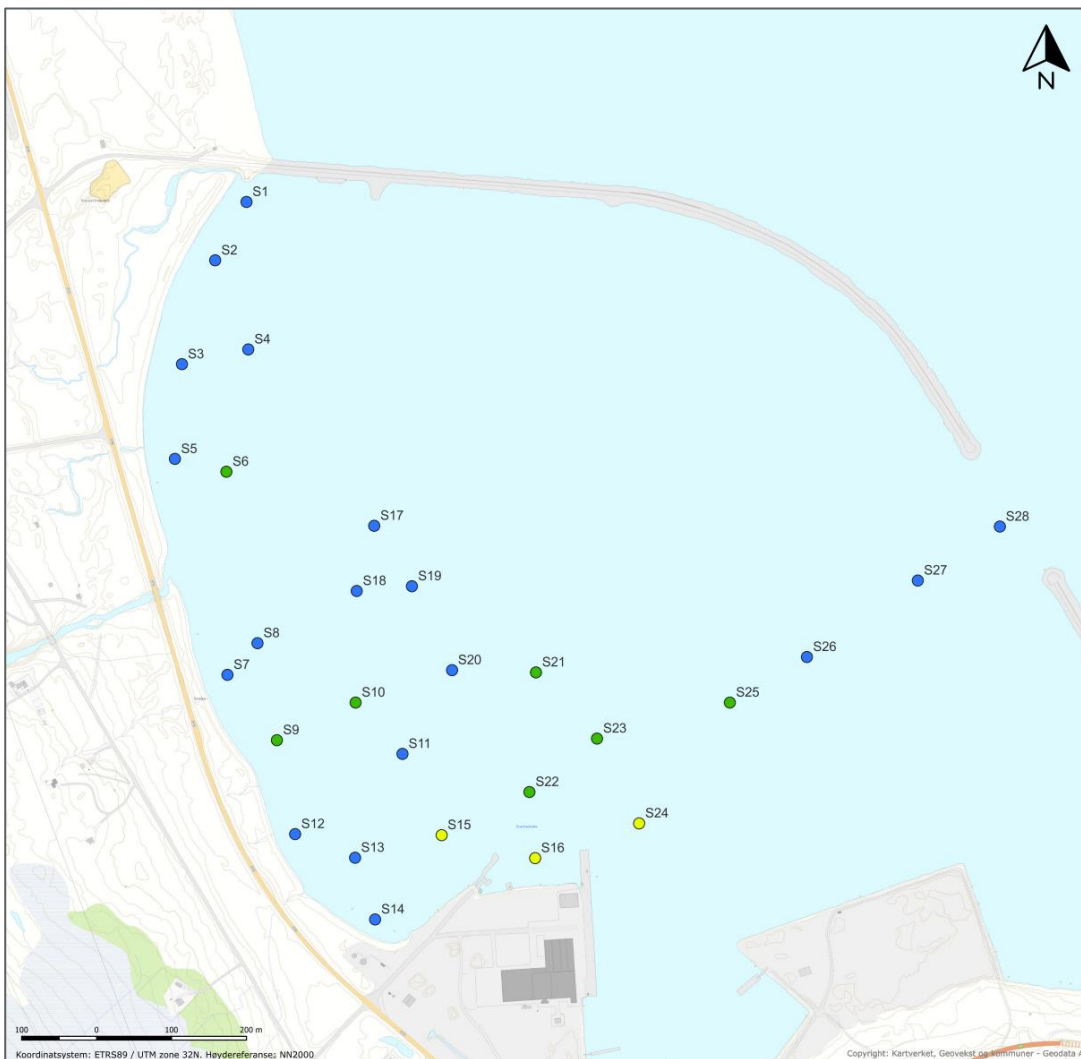 N
S1
S2
S4
S3
S5
S6
S17
S28
S27
S18
S19
S8
S26
S20
S21
S7
S10
S25
S9
S23
S11
S22
S24
S12
S15
S13
S16
S14
100 0 100 200 m
Koordinatsystem: ETRS89 / UTM zone 32N. Høydereferanse: NN2000
Copyright: Kartverket, Geovekst og kommuner - Geodata